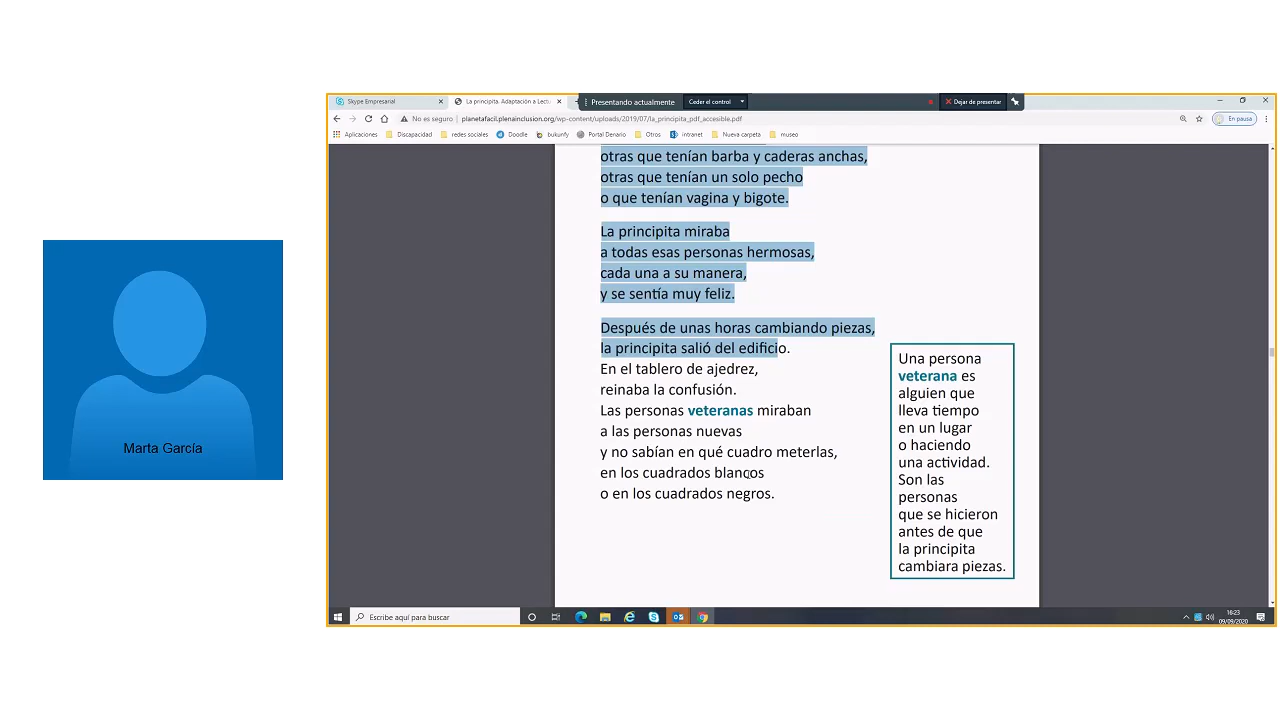 Skype Empresarial
La principita. Adaptación a Lectu
Presentando actualmente
Ceder el control
Dejar de presentar
No es seguro
planetafacil.plenainclusion.org/wp-content/uploads/2019/07/la_principita_pdf_accesible.pdf
En pausa
Aplicaciones
Discapacidad
redes sociales
Doodle
bukunfy
Portal Denario
Otros
intranet
Nueva carpeta
museo
otras que tenían barba y caderas anchas,
otras que tenían un solo pecho
o que tenían vagina y bigote.
La principita miraba
a todas esas personas hermosas,
cada una a su manera,
y se sentía muy feliz.
Después de unas horas cambiando piezas,
la principita salió del edificio.
En el tablero de ajedrez,
reinaba la confusión.
Las personas veteranas miraban
a las personas nuevas
y no sabían en qué cuadro meterlas,
en los cuadrados blancos
o en los cuadrados negros.
Una persona
veterana es
alguien que
lleva tiempo
en un lugar
o haciendo
una actividad.
Son las
personas
que se hicieron
antes de que
la principita
cambiara piezas.
Marta García
Escribe aquí para buscar
18:23
09/09/2020